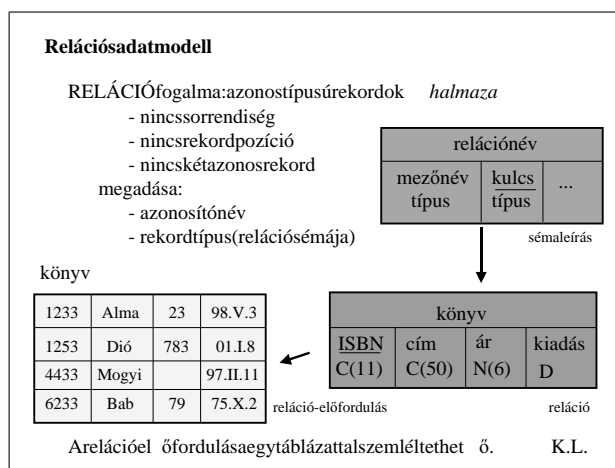 Relációsadatmodell
RELÁCIÓfogalma:azonostípusúrekordok halmaza
- nincssorrendiség
- nincsrekordpozíció
- nincskétazonosrekord
megadása:
- azonosítónév
- rekordtípus(relációsémája)
relációnév
mezőnév típus
kulcs típus
...
sémaleírás
könyv
1233 Alma 23 98.V.3
1253 Dió 783 01.I.8
4433 Mogyi 97.II.11
6233 Bab 79 75.X.2
reláció-előfordulás
könyv
ISBN cím ár kiadás
C(11) C(50) N(6) D
reláció
Arelációel őfordulásaegytáblázattalszemléltethet ő. K.L.